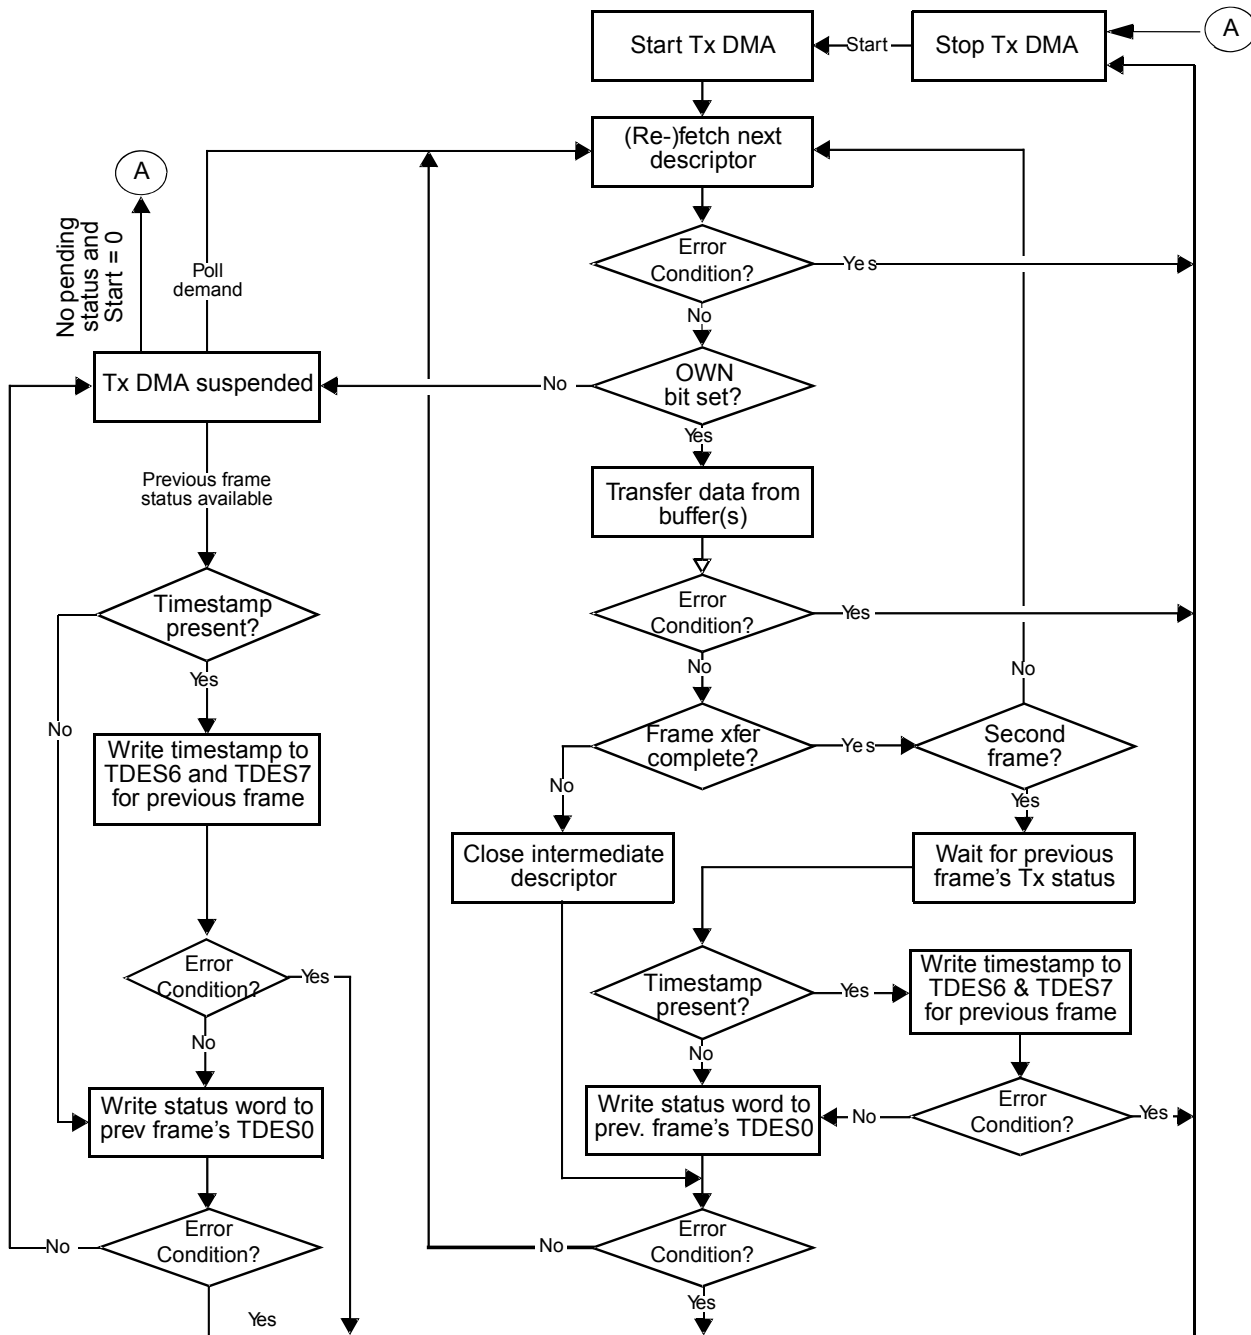 Start Tx DMA
Start
Stop Tx DMA
A
(Re-)fetch next
descriptor
A
No pending
status and
Start = 0
Poll
demand
Error
Condition?
Yes
No
Tx DMA suspended
No
OWN
bit set?
Yes
Previous frame
status available
Transfer data from
buffer(s)
Timestamp
present?
Error
Condition?
Yes
No
Yes
No
No
Write timestamp to
TDES6 and TDES7
for previous frame
Frame xfer
complete?
Yes
Second
frame?
No
Yes
Close intermediate
descriptor
Wait for previous
frame's Tx status
Error
Condition?
Yes
No
Timestamp
present?
Yes
Write timestamp to
TDES6 & TDES7
for previous frame
No
Write status word to
prev frame's TDES0
Write status word to
prev. frame's TDES0
No
Error
Condition?
Yes
No
Error
Condition?
Yes
No
Error
Condition?
Yes